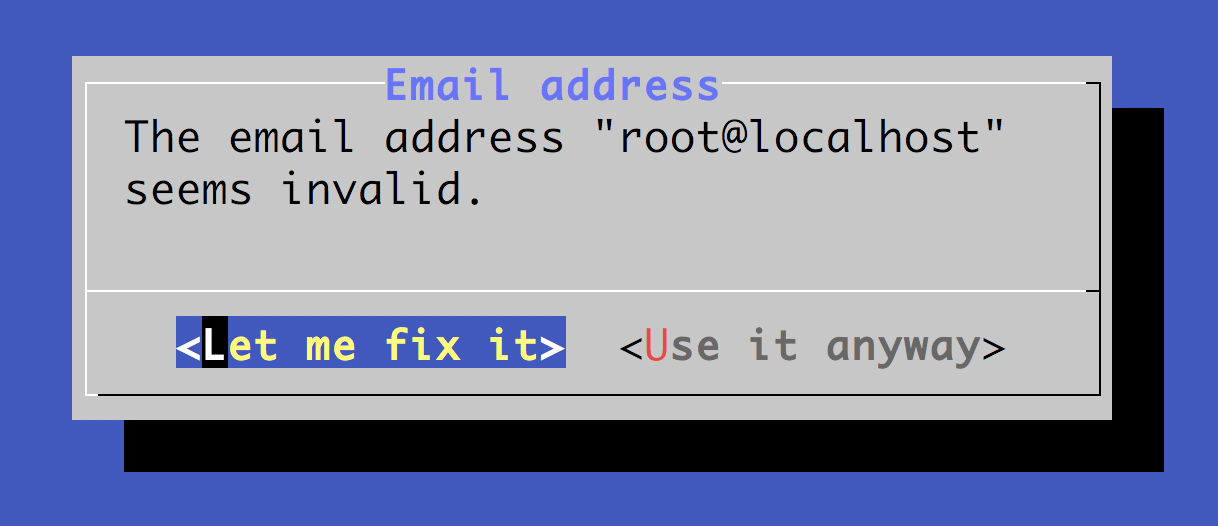 Email address
The email address "root@localhost"
seems invalid.
<Let me fix it> <Use it anyway>